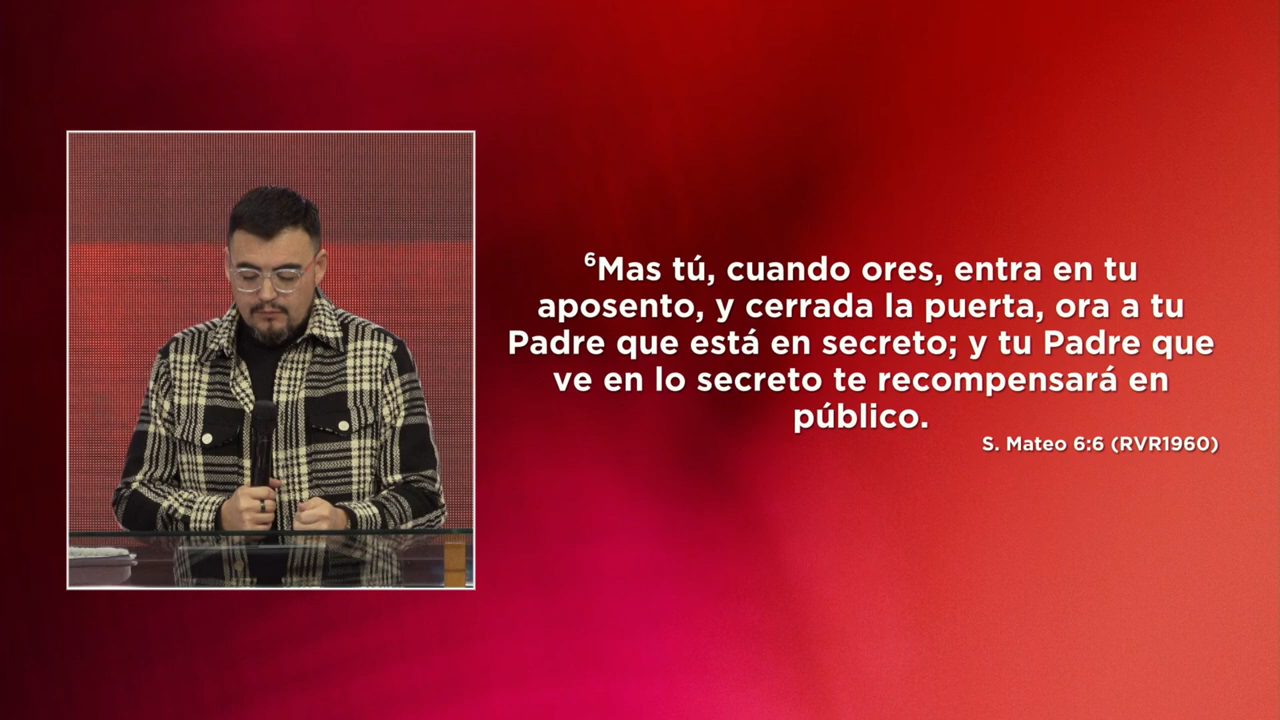 ⁶Mas tú, cuando ores, entra en tu
aposento, y cerrada la puerta, ora a tu
Padre que está en secreto; y tu Padre que
ve en lo secreto te recompensará en
público.
S. Mateo 6:6 (RVR1960)